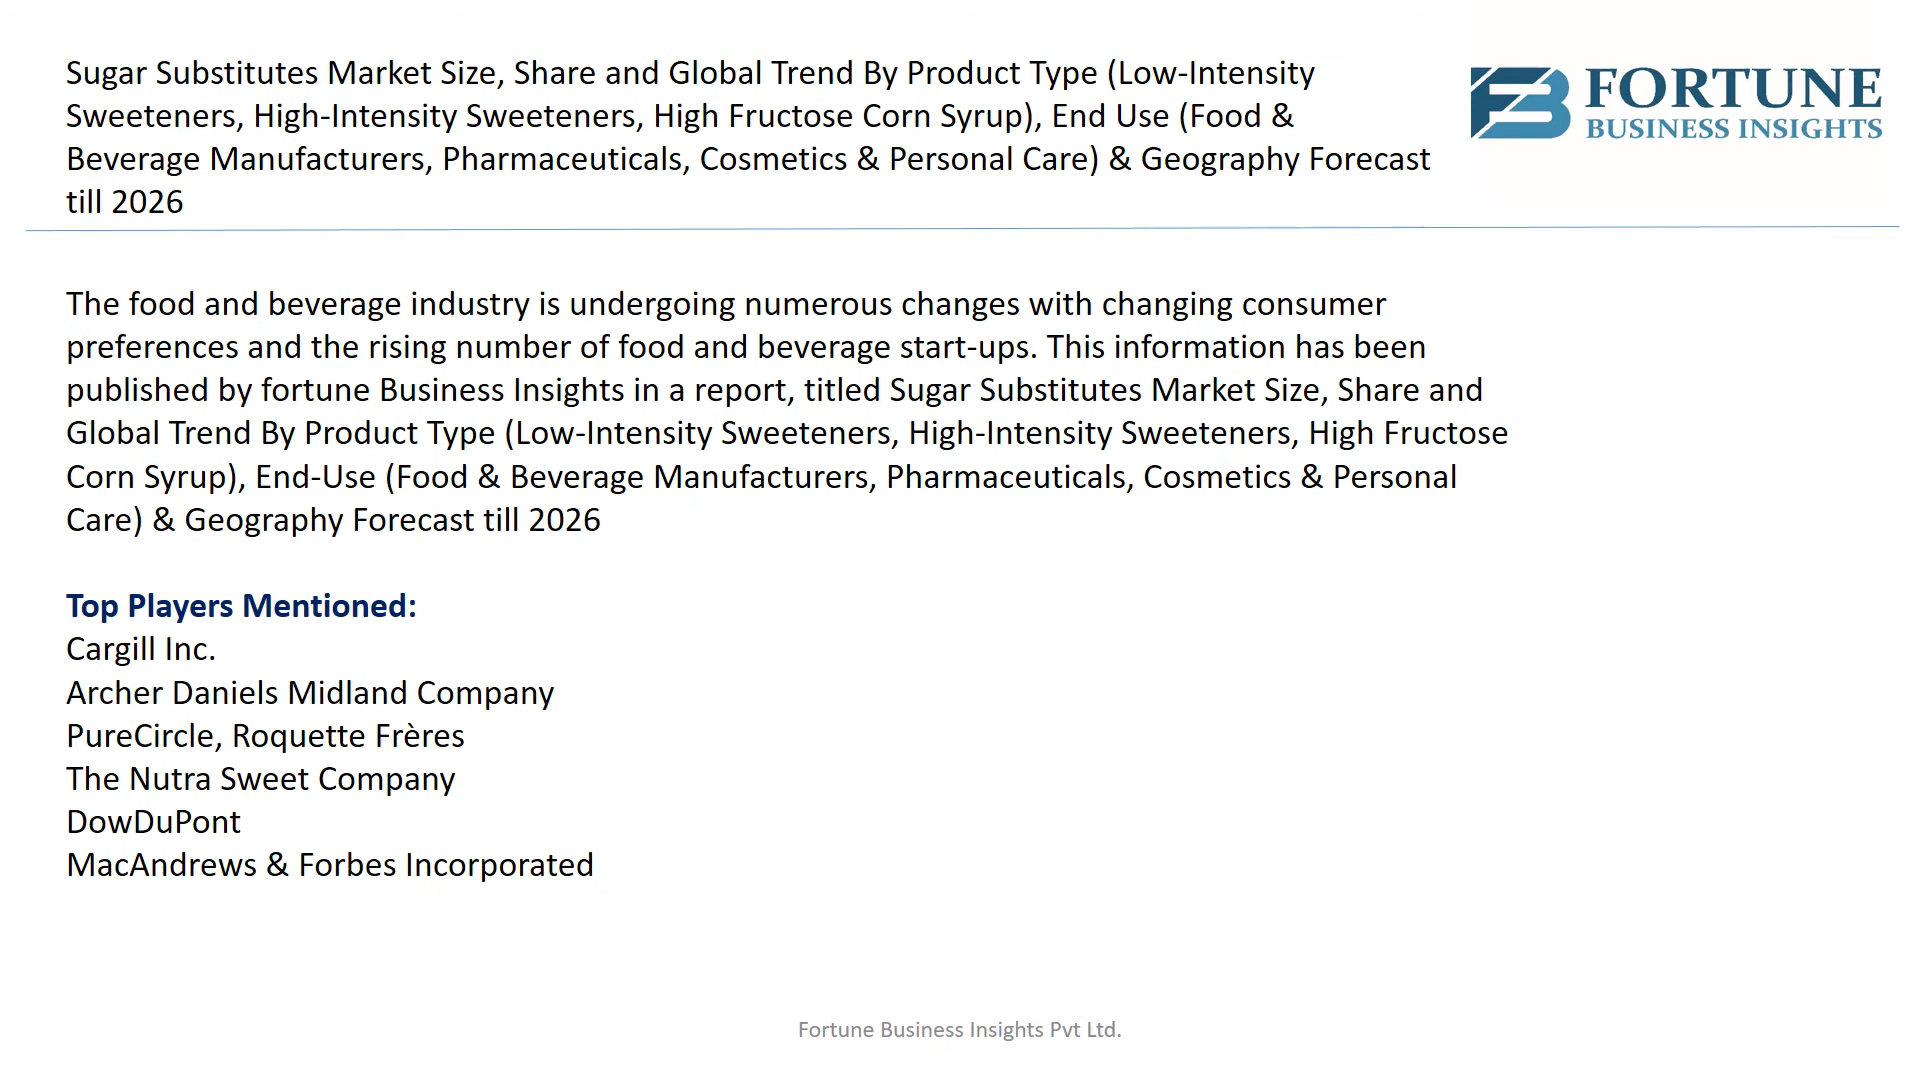 Sugar Substitutes Market Size, Share and Global Trend By Product Type (Low-Intensity
Sweeteners, High-Intensity Sweeteners, High Fructose Corn Syrup), End Use (Food &
Beverage Manufacturers, Pharmaceuticals, Cosmetics & Personal Care) & Geography Forecast
till 2026
FORTUNE
BUSINESS INSIGHTS
The food and beverage industry is undergoing numerous changes with changing consumer
preferences and the rising number of food and beverage start-ups. This information has been
published by fortune Business Insights in a report, titled Sugar Substitutes Market Size, Share and
Global Trend By Product Type (Low-Intensity Sweeteners, High-Intensity Sweeteners, High Fructose
Corn Syrup), End-Use (Food & Beverage Manufacturers, Pharmaceuticals, Cosmetics & Personal
Care) & Geography Forecast till 2026
Top Players Mentioned:
Cargill Inc.
Archer Daniels Midland Company
PureCircle, Roquette Frères
The Nutra Sweet Company
DowDuPont
MacAndrews & Forbes Incorporated
Fortune Business Insights Pvt Ltd.